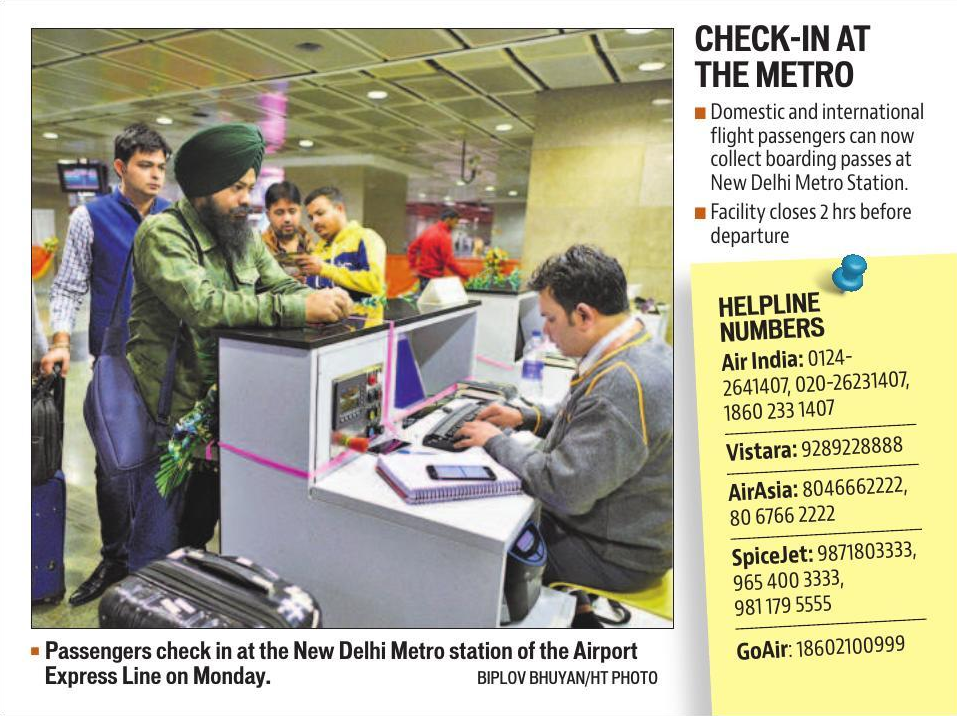 CHECK-IN AT
THE METRO
■ Domestic and international
flight passengers can now
collect boarding passes at
New Delhi Metro Station.
■ Facility closes 2 hrs before
departure
HELPLINE
NUMBERS
Air India: 0124-
2641407, 020-26231407,
1860 233 1407
Vistara: 9289228888
AirAsia: 8046662222,
80 6766 2222
SpiceJet: 9871803333,
965 400 3333,
981 179 5555
GoAir: 18602100999
■ Passengers check in at the New Delhi Metro station of the Airport
Express Line on Monday.
BIPLOV BHUYAN/HT PHOTO